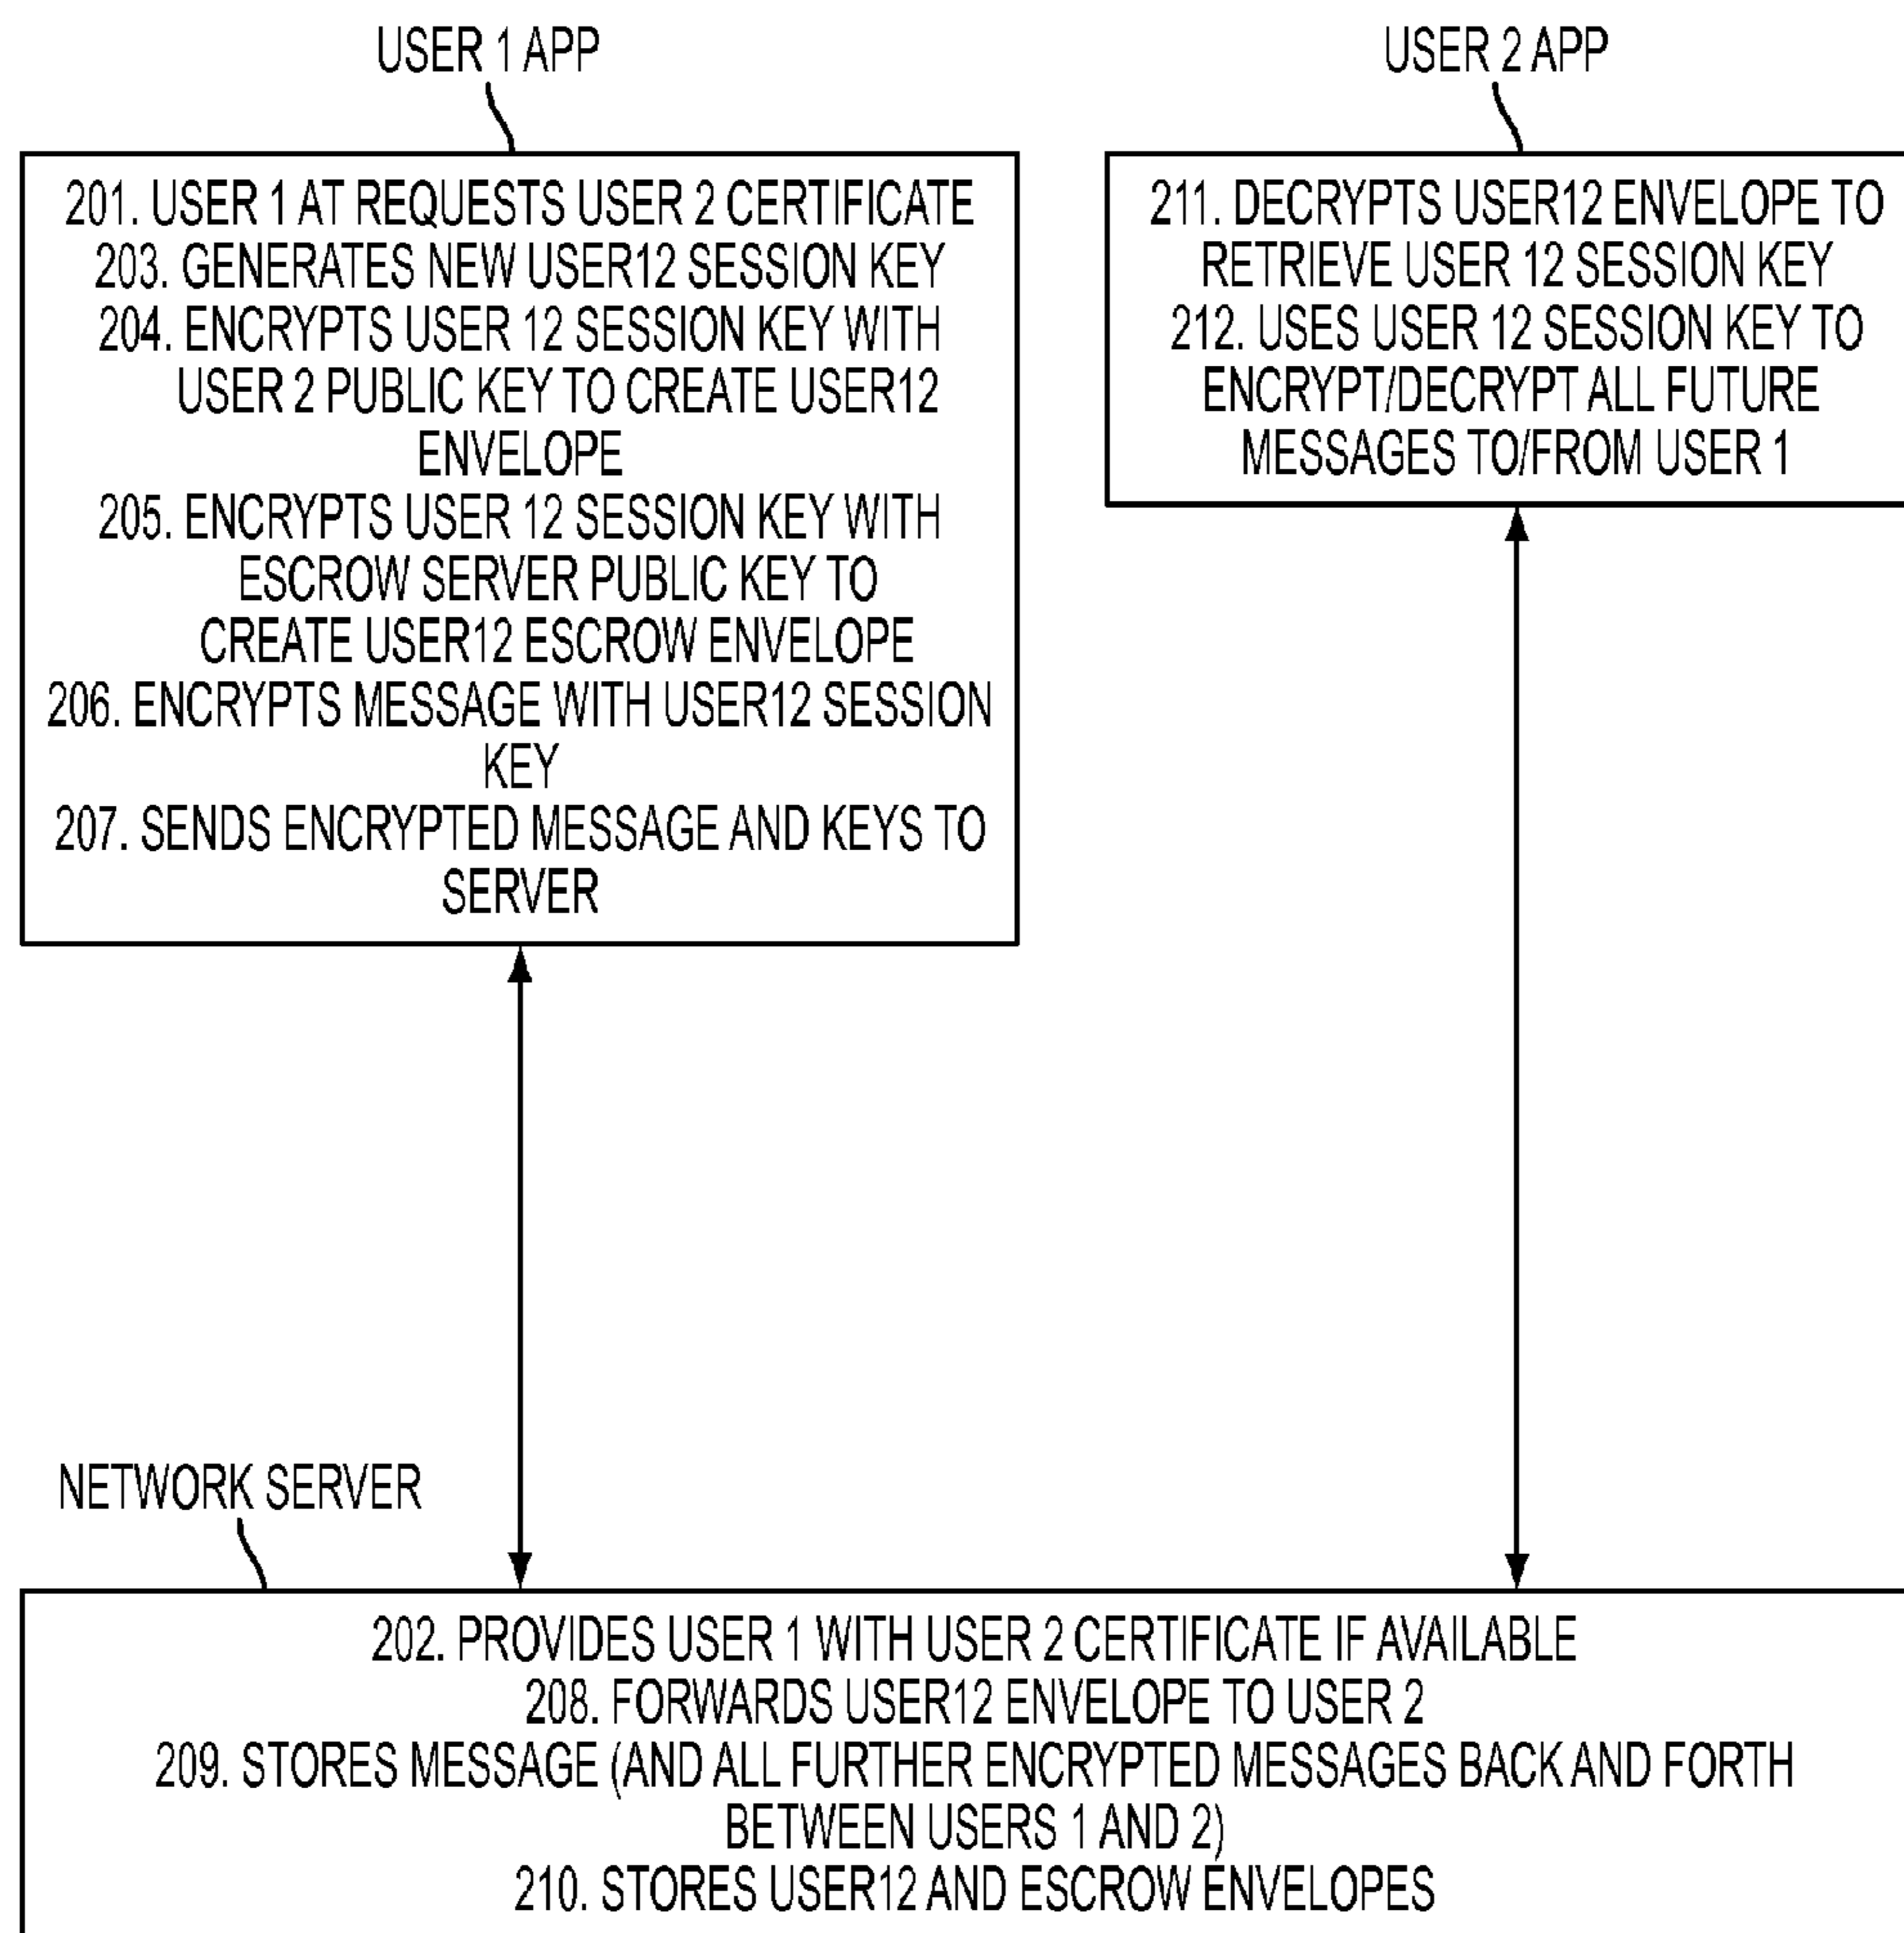 USER 1 APP
201. USER 1 AT REQUESTS USER 2 CERTIFICATE
203. GENERATES NEW USER12 SESSION KEY
204. ENCRYPTS USER 12 SESSION KEY WITH
USER 2 PUBLIC KEY TO CREATE USER12
ENVELOPE
205. ENCRYPTS USER 12 SESSION KEY WITH
ESCROW SERVER PUBLIC KEY TO
CREATE USER12 ESCROW ENVELOPE
206. ENCRYPTS MESSAGE WITH USER12 SESSION
KEY
207. SENDS ENCRYPTED MESSAGE AND KEYS TO
SERVER
USER 2 APP
211. DECRYPTS USER12 ENVELOPE TO
RETRIEVE USER 12 SESSION KEY
212. USES USER 12 SESSION KEY TO
ENCRYPT/DECRYPT ALL FUTURE
MESSAGES TO/FROM USER 1
NETWORK SERVER
202. PROVIDES USER 1 WITH USER 2 CERTIFICATE IF AVAILABLE
208. FORWARDS USER12 ENVELOPE TO USER 2
209. STORES MESSAGE (AND ALL FURTHER ENCRYPTED MESSAGES BACK AND FORTH
BETWEEN USERS 1 AND 2)
210. STORES USER12 AND ESCROW ENVELOPES